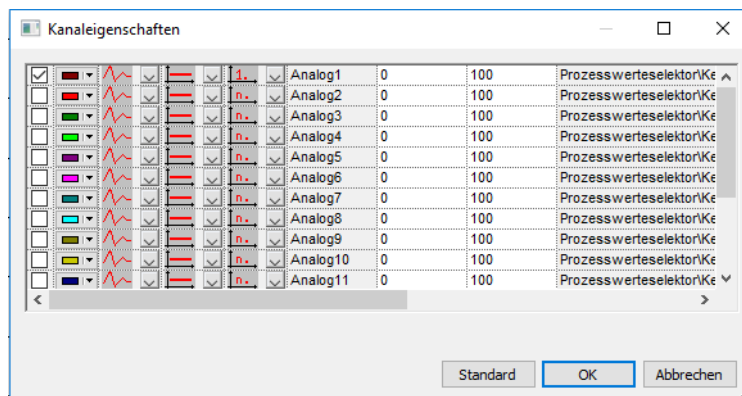 Kanaleigenschaften
1. Analog1 0 100 Prozesswerteselektor\Ke
n. Analog2 0 100 Prozesswerteselektor\Ke
n. Analog3 0 100 Prozesswerteselektor\Ke
n. Analog4 0 100 Prozesswerteselektor\Ke
n. Analog5 0 100 Prozesswerteselektor\Ke
n. Analog6 0 100 Prozesswerteselektor\Ke
n. Analog7 0 100 Prozesswerteselektor\Ke
n. Analog8 0 100 Prozesswerteselektor\Ke
n. Analog9 0 100 Prozesswerteselektor\Ke
n. Analog10 0 100 Prozesswerteselektor\Ke
n. Analog11 0 100 Prozesswerteselektor\Ke
Standard OK Abbrechen